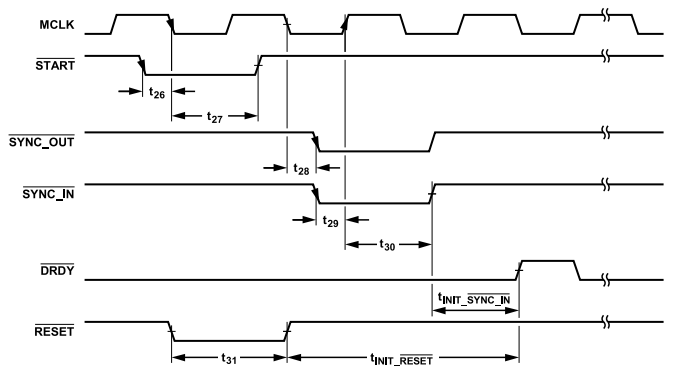 MCLK
START
t26
t27
SYNC_OUT
t28
SYNC_IN
t29
t30
DRDY
tINIT_SYNC_IN
RESET
t31
tINIT_RESET